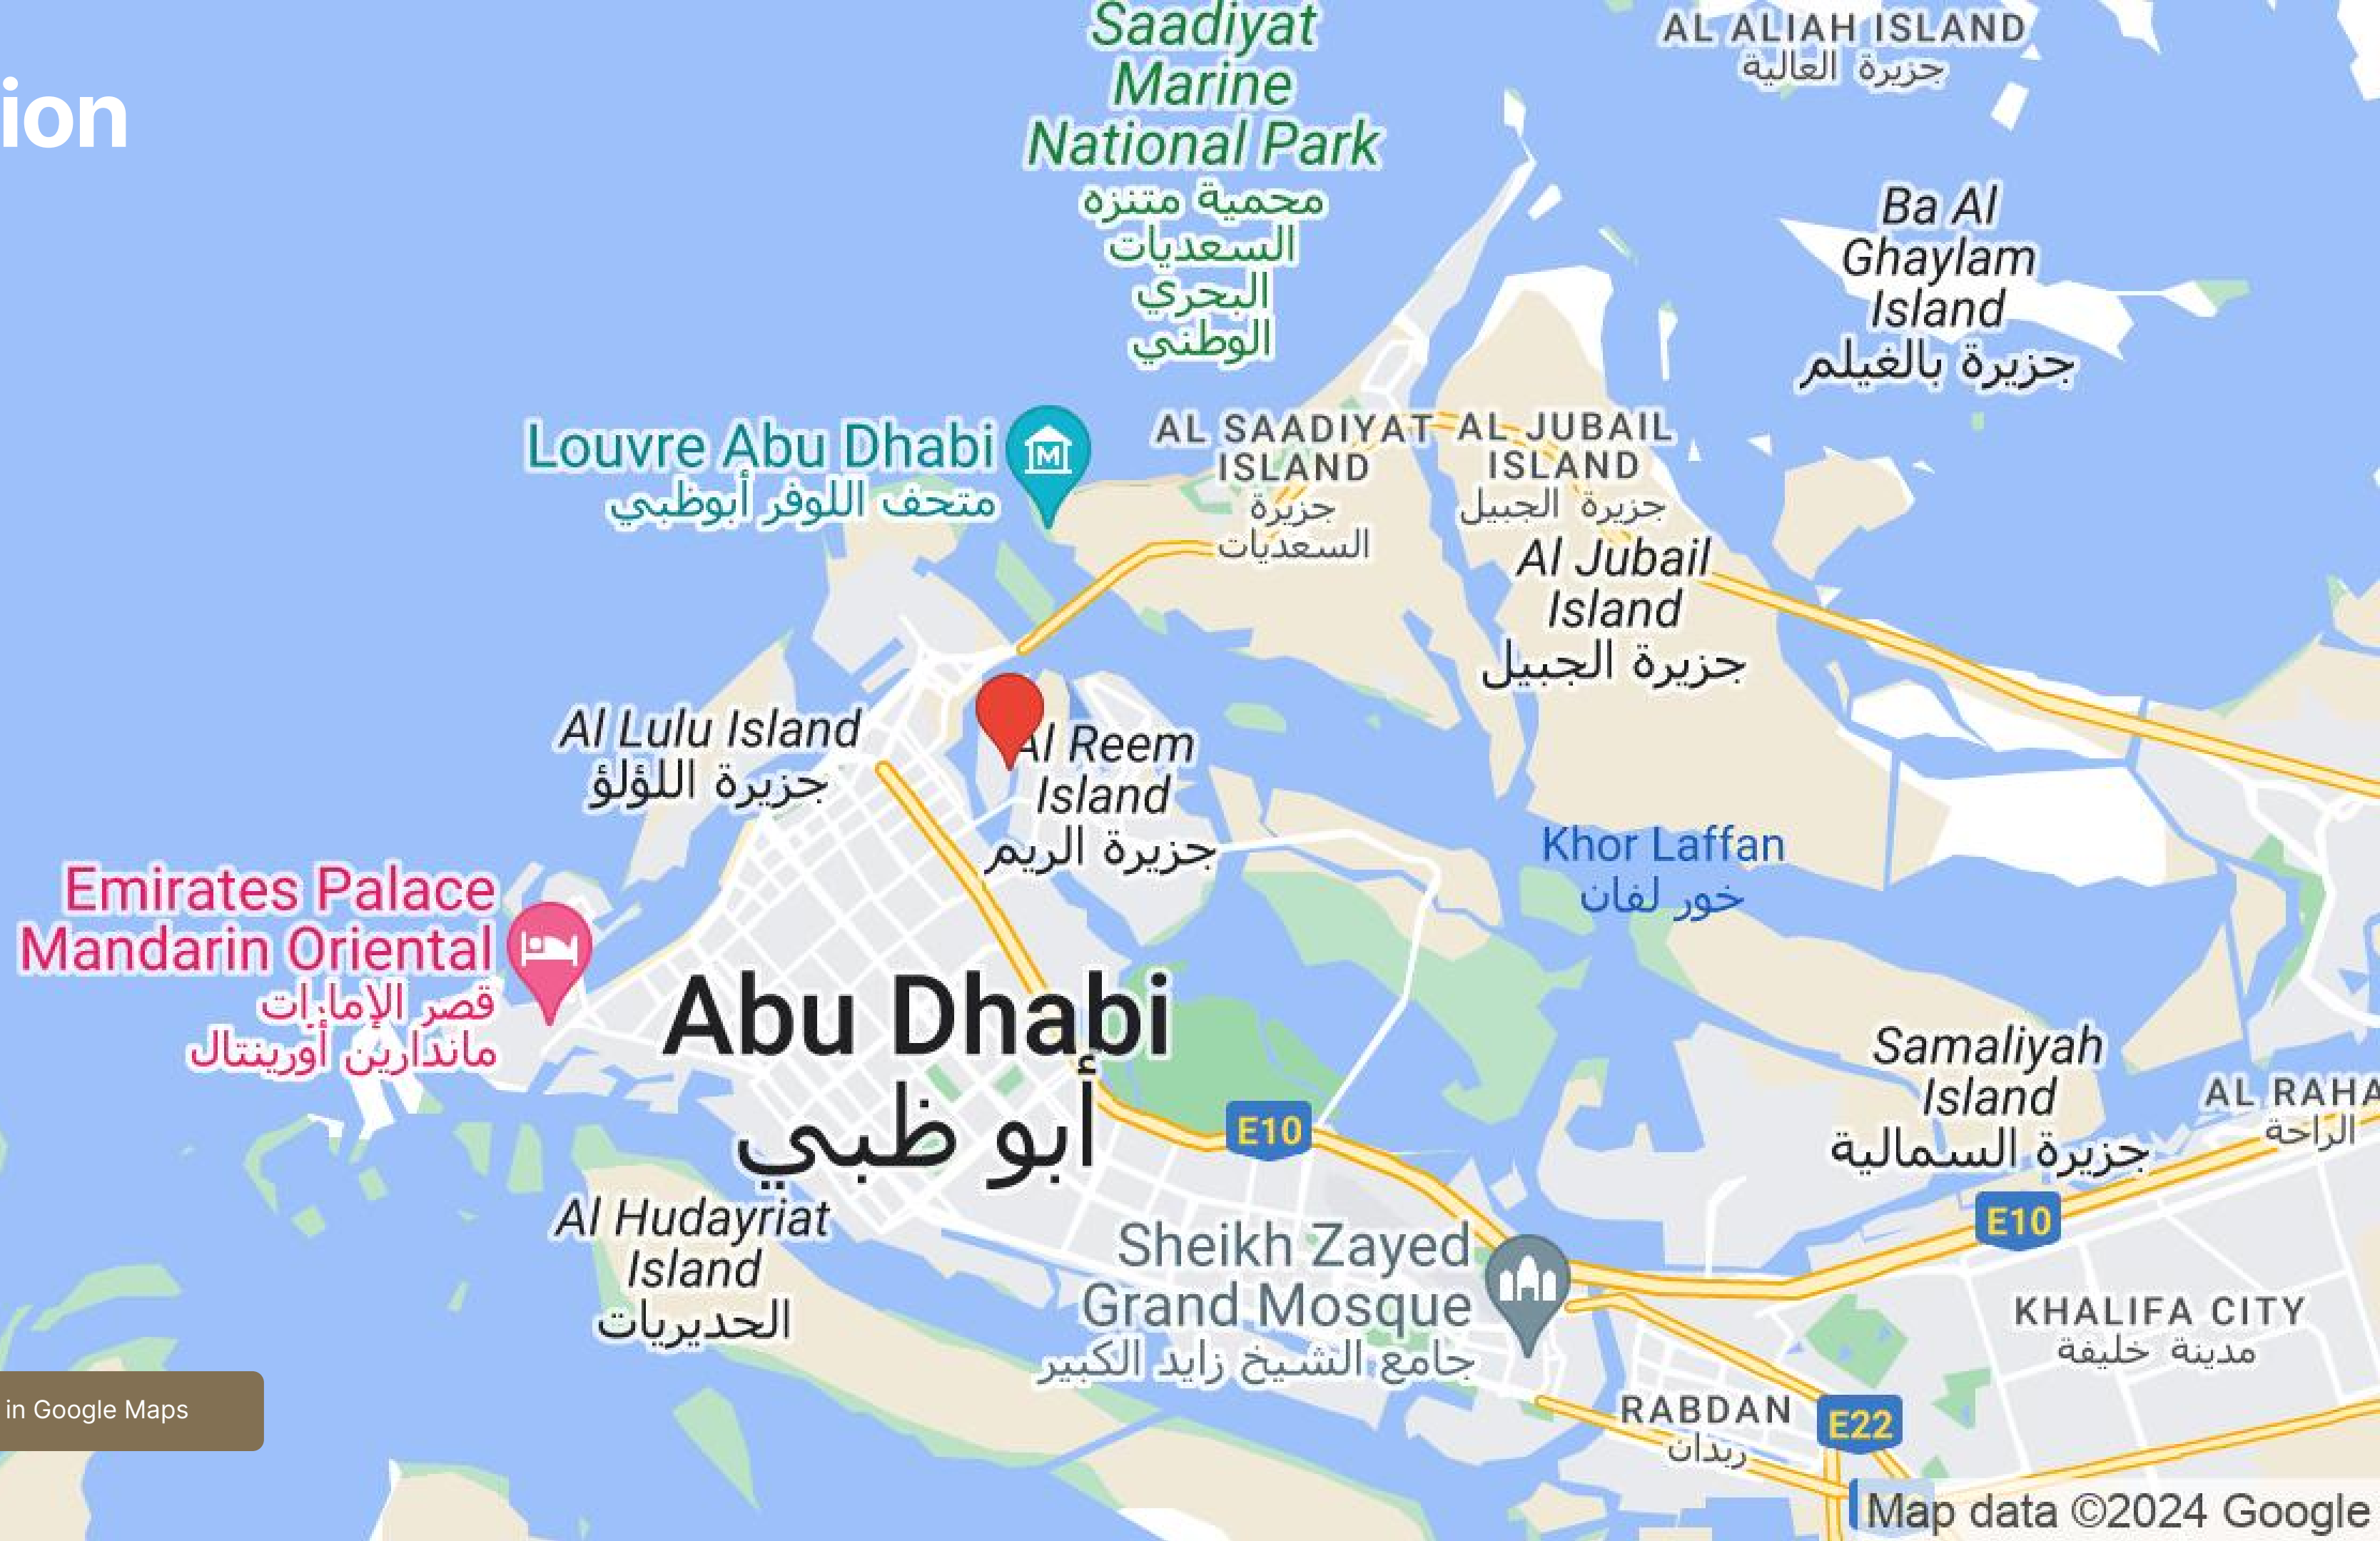 ion
Saadiyat
Marine
National Park
محمية متنزه
السعديات
البحري
الوطني
AL ALIAH ISLAND
جزيرة العالية
Ba Al
Ghaylam
Island
جزيرة بالغيلم
Louvre Abu Dhabi
متحف اللوفر أبوظبي
AL SAADIYAT
ISLAND
جزيرة
السعديات
AL JUBAIL
ISLAND
جزيرة الجبيل
Al Jubail
Island
جزيرة الجبيل
Al Lulu Island
جزيرة اللؤلؤ
Al Reem
Island
جزيرة الريم
Khor Laffan
خور لفان
Emirates Palace
Mandarin Oriental
قصر الإمارات
ماندارين أورينتال
Abu Dhabi
أبو ظبي
Samaliyah
Island
جزيرة السمالية
AL RAHA
الراحة
E10
E10
Al Hudayriat
Island
الحديريات
Sheikh Zayed
Grand Mosque
جامع الشيخ زايد الكبير
KHALIFA CITY
مدينة خليفة
RABDAN
ربدان
E22
in Google Maps
Map data ©2024 Google